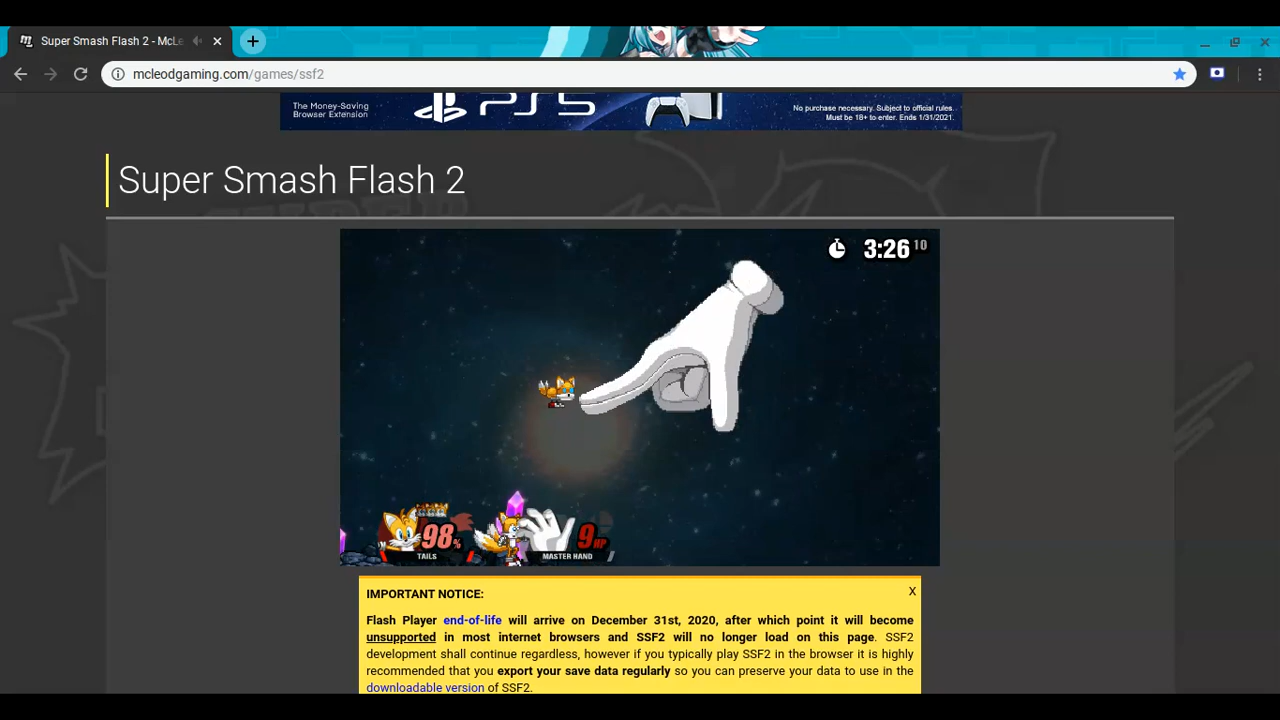 Super Smash Flash 2 - McLe
mcleodgaming.com/games/ssf2
The Money-Saving
Browser Extension
PS5
No purchase necessary. Subject to official rules.
Must be 18+ to enter. Ends 1/31/2021.
Super Smash Flash 2
3:26 10
98%
TAILS
9HP
MASTER HAND
IMPORTANT NOTICE:
X
Flash Player end-of-life will arrive on December 31st, 2020, after which point it will become
unsupported in most internet browsers and SSF2 will no longer load on this page. SSF2
development shall continue regardless, however if you typically play SSF2 in the browser it is highly
recommended that you export your save data regularly so you can preserve your data to use in the
downloadable version of SSF2.